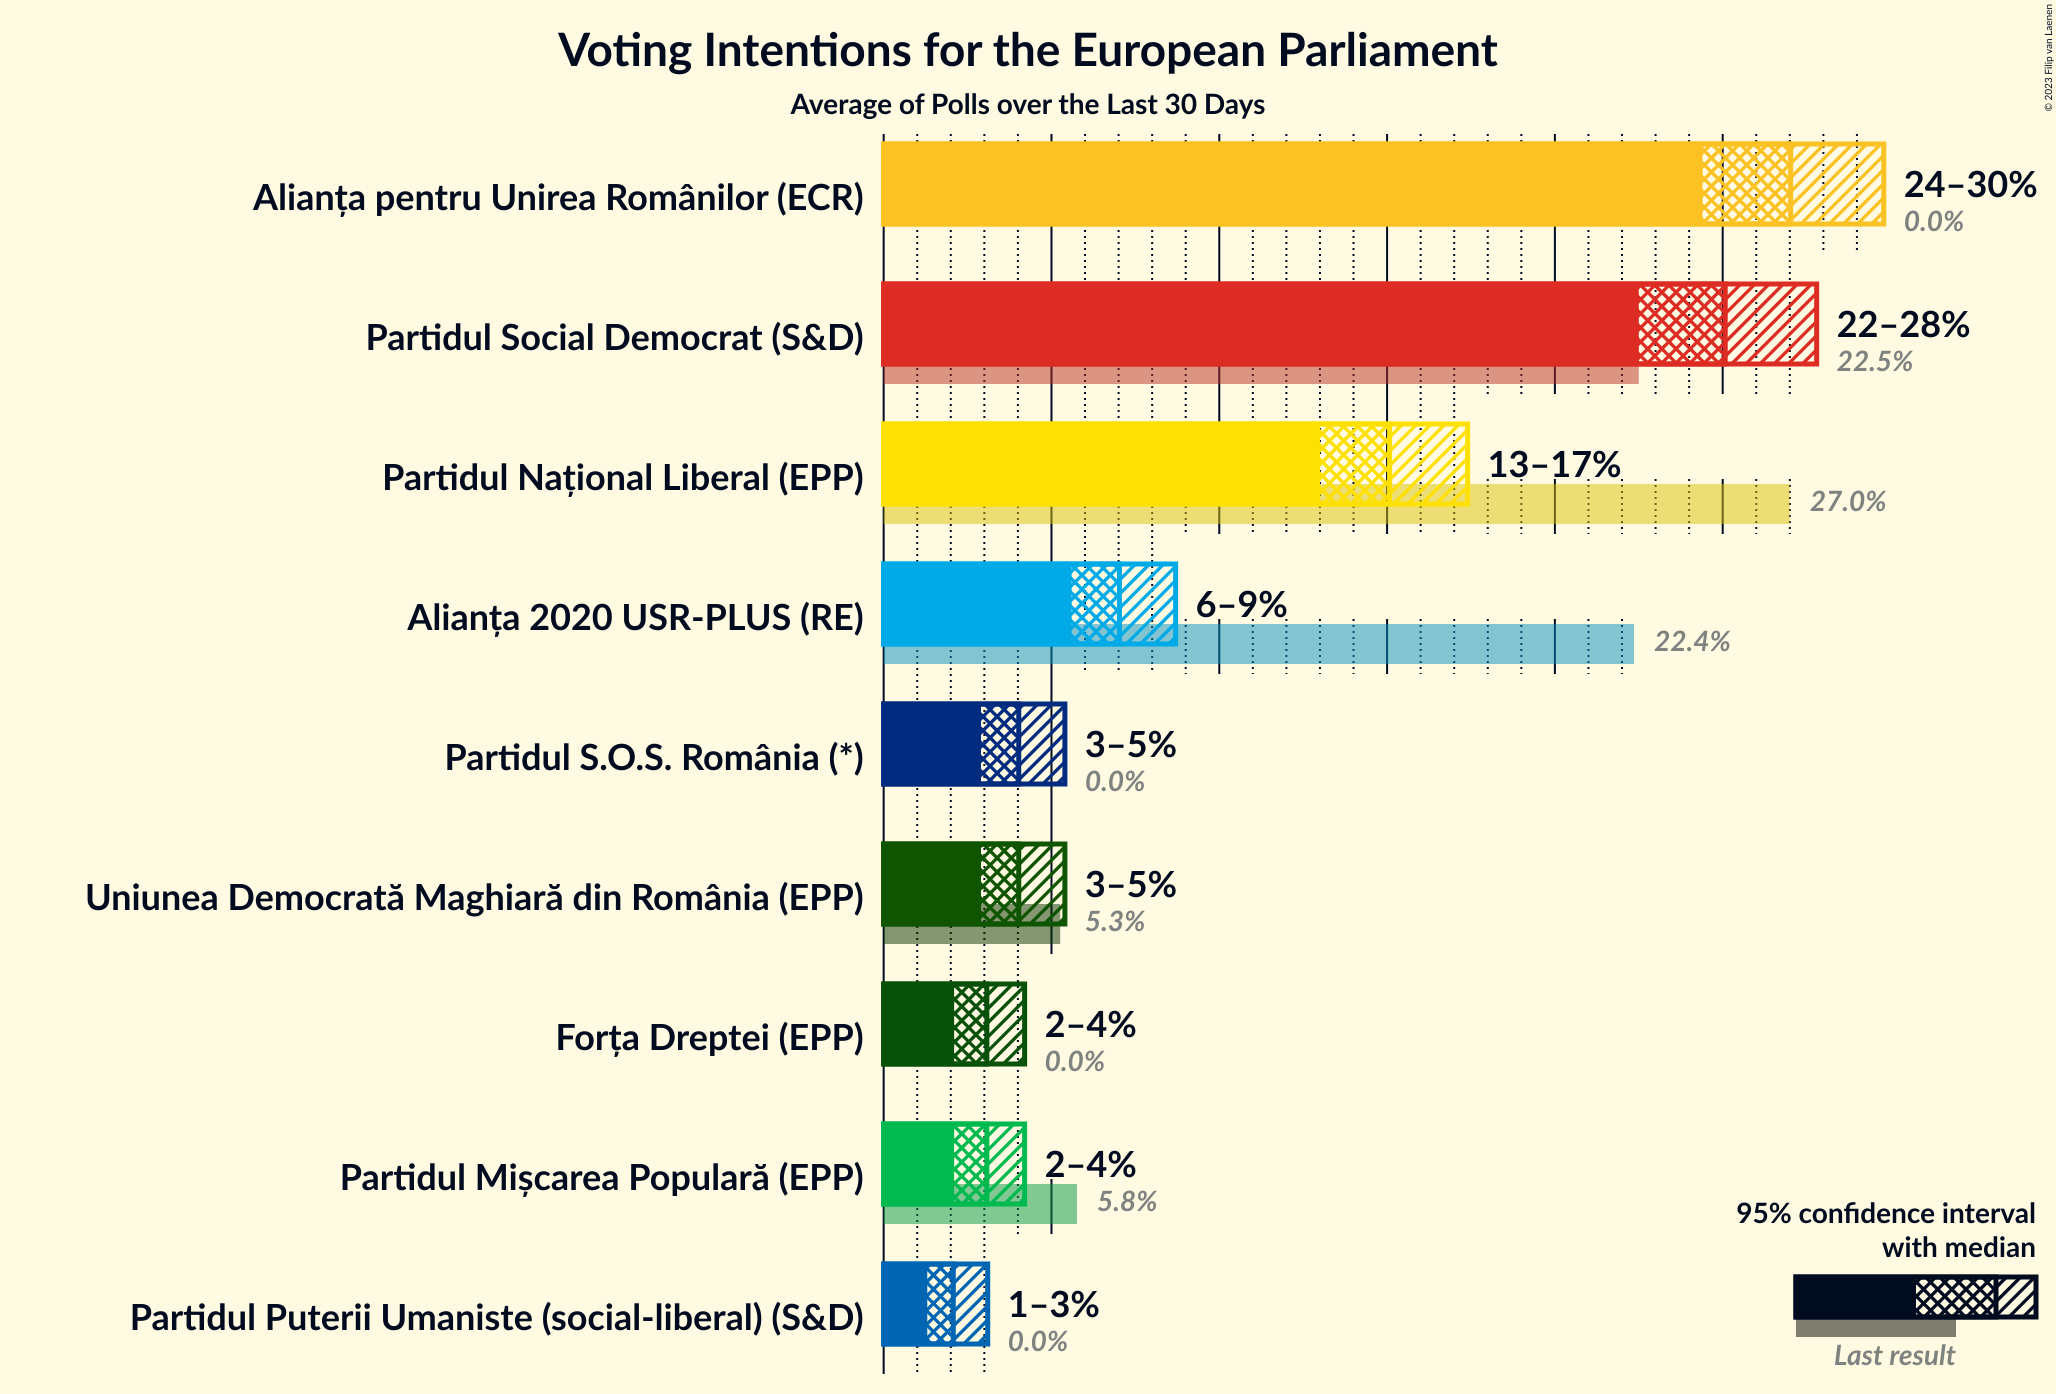 Voting Intentions for the European Parliament
Average of Polls over the Last 30 Days
© 2023 Filip van Laenen
Alianța pentru Unirea Românilor (ECR)
24–30%
0.0%
Partidul Social Democrat (S&D)
22–28%
22.5%
Partidul Național Liberal (EPP)
13–17%
27.0%
Alianța 2020 USR-PLUS (RE)
6–9%
22.4%
Partidul S.O.S. România (*)
3–5%
0.0%
Uniunea Democrată Maghiară din România (EPP)
3–5%
5.3%
Forța Dreptei (EPP)
2–4%
0.0%
Partidul Mișcarea Populară (EPP)
2–4%
5.8%
Partidul Puterii Umaniste (social-liberal) (S&D)
1–3%
0.0%
95% confidence interval
with median
Last result